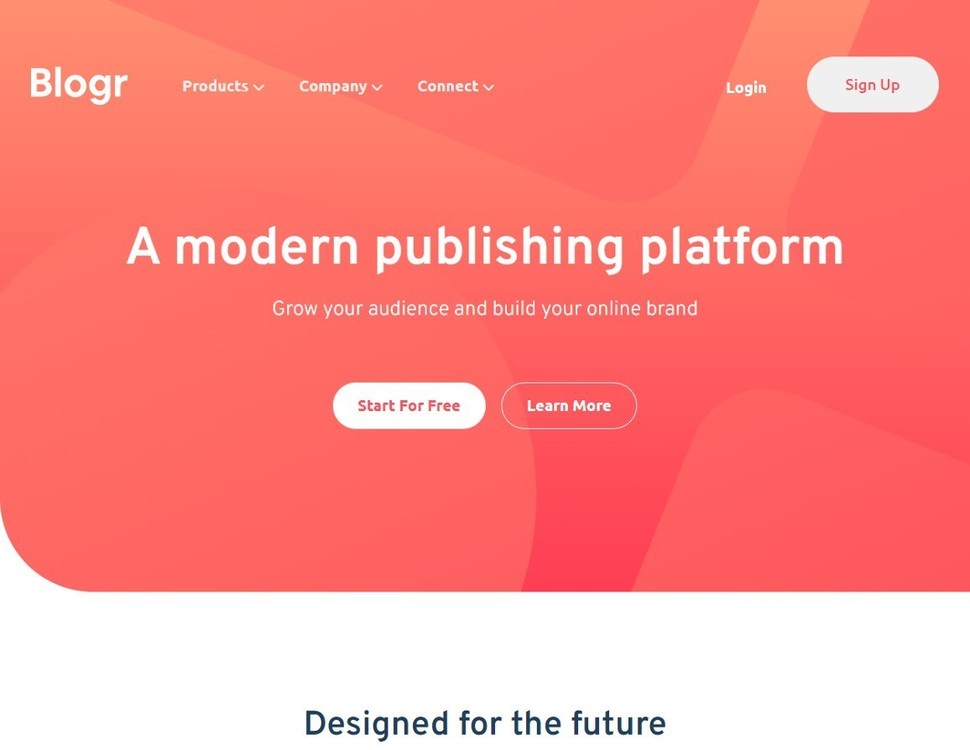 Blogr
Products
Company
Connect
Login
Sign Up
A modern publishing platform
Grow your audience and build your online brand
Start For Free
Learn More
Designed for the future